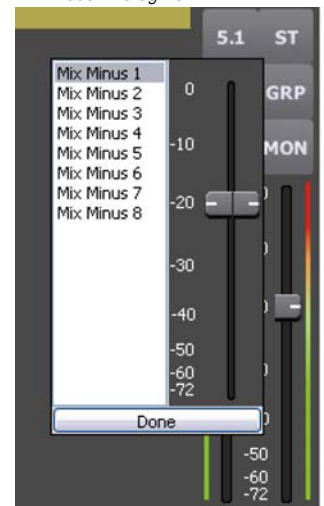 5.1 ST
Mix Minus 1
Mix Minus 2
Mix Minus 3
Mix Minus 4
Mix Minus 5
Mix Minus 6
Mix Minus 7
Mix Minus 8
0
-10
-20
-30
-40
-50
-60
-72
GRP
MON
Done
-50
-60
-72